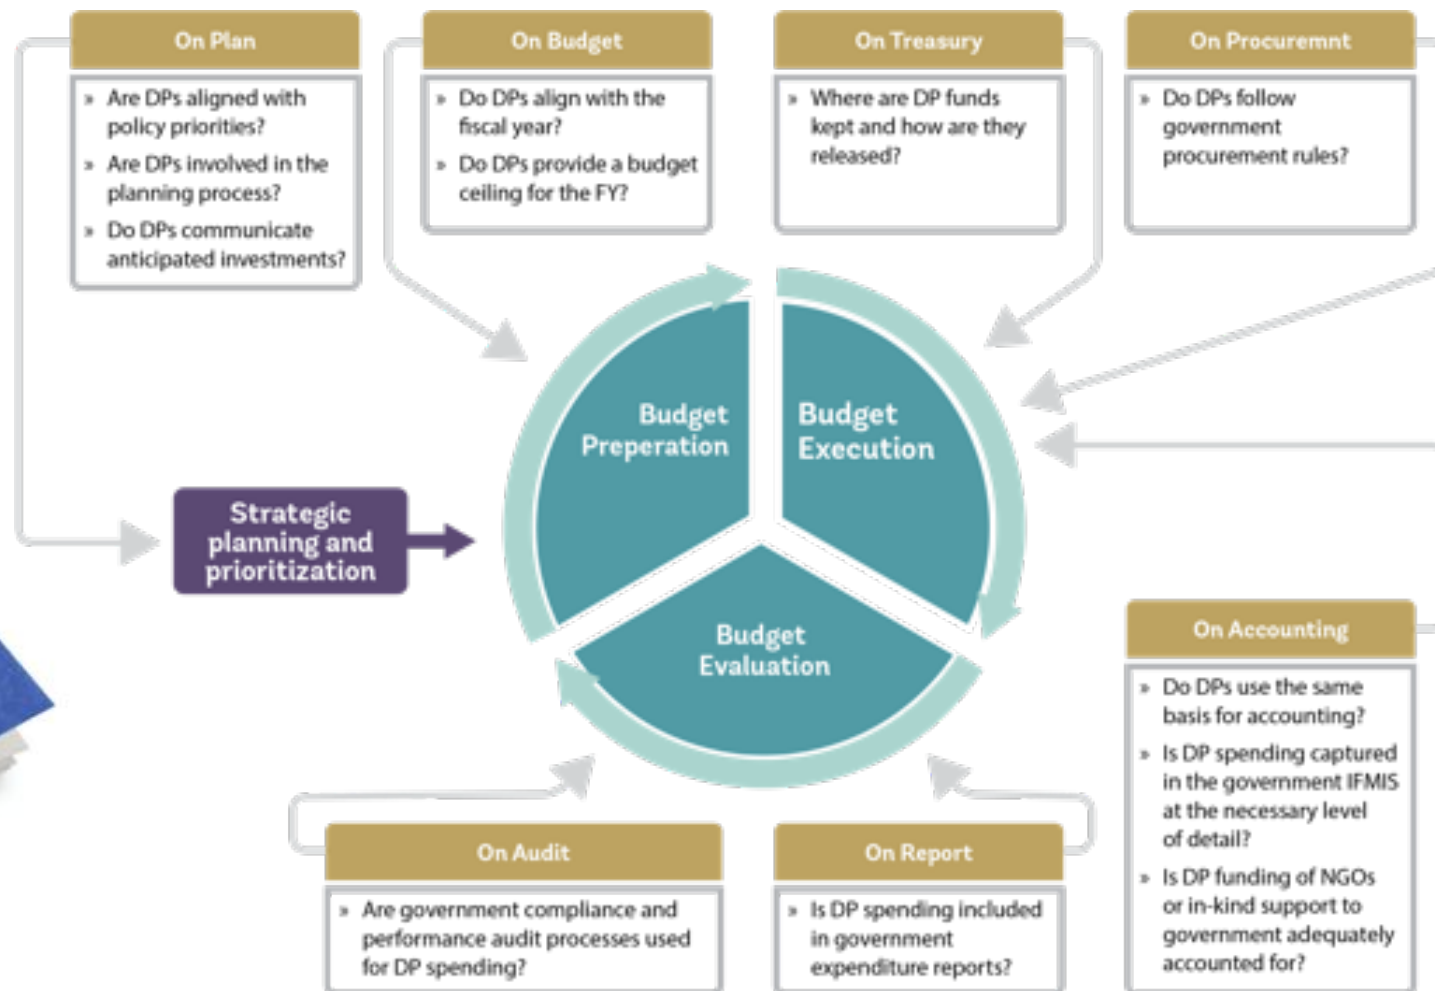 On Plan
» Are DPs aligned with
policy priorities?
» Are DPs involved in the
planning process?
» Do DPs communicate
anticipated investments?
On Budget
» Do DPs align with the
fiscal year?
» Do DPs provide a budget
ceiling for the FY?
On Treasury
» Where are DP funds
kept and how are they
released?
On Procuremnt
» Do DPs follow
government
procurement rules?
Budget
Preperation
Budget
Execution
Strategic
planning and
prioritization
Budget
Evaluation
On Audit
» Are government compliance and
performance audit processes used
for DP spending?
On Report
» Is DP spending included
in government
expenditure reports?
On Accounting
» Do DPs use the same
basis for accounting?
» Is DP spending captured
in the government IFMIS
at the necessary level
of detail?
» Is DP funding of NGOs
or in-kind support to
government adequately
accounted for?